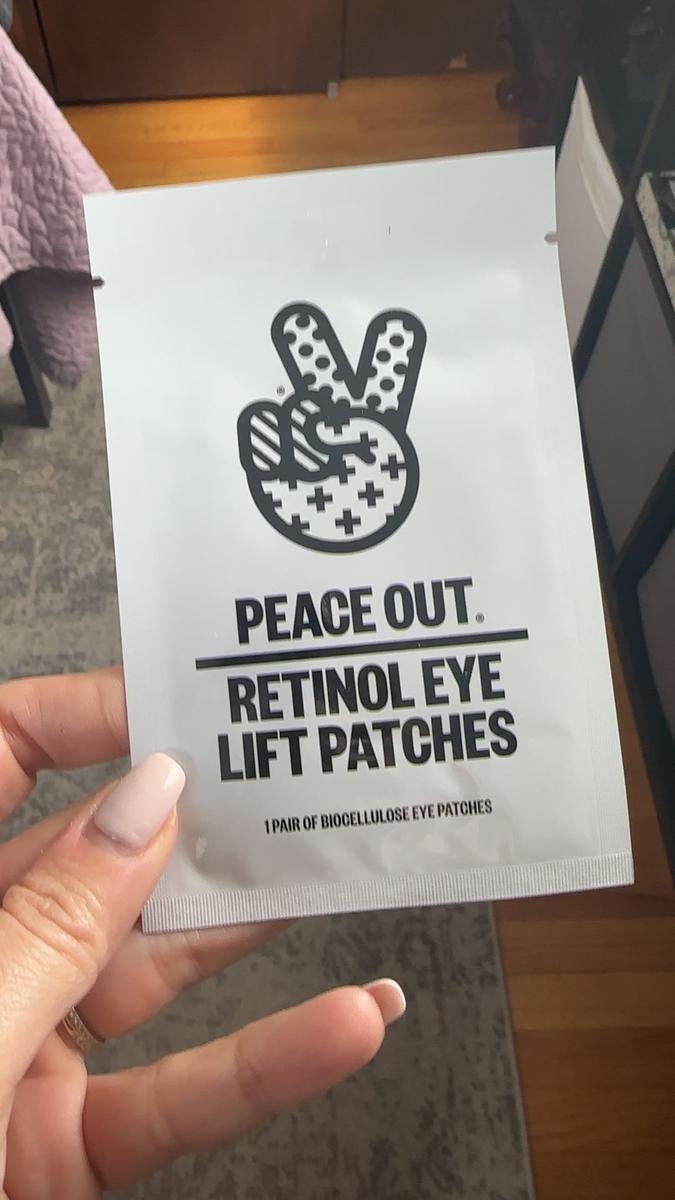 ®
PEACE OUT®
RETINOL EYE
LIFT PATCHES
1 PAIR OF BIOCELLULOSE EYE PATCHES